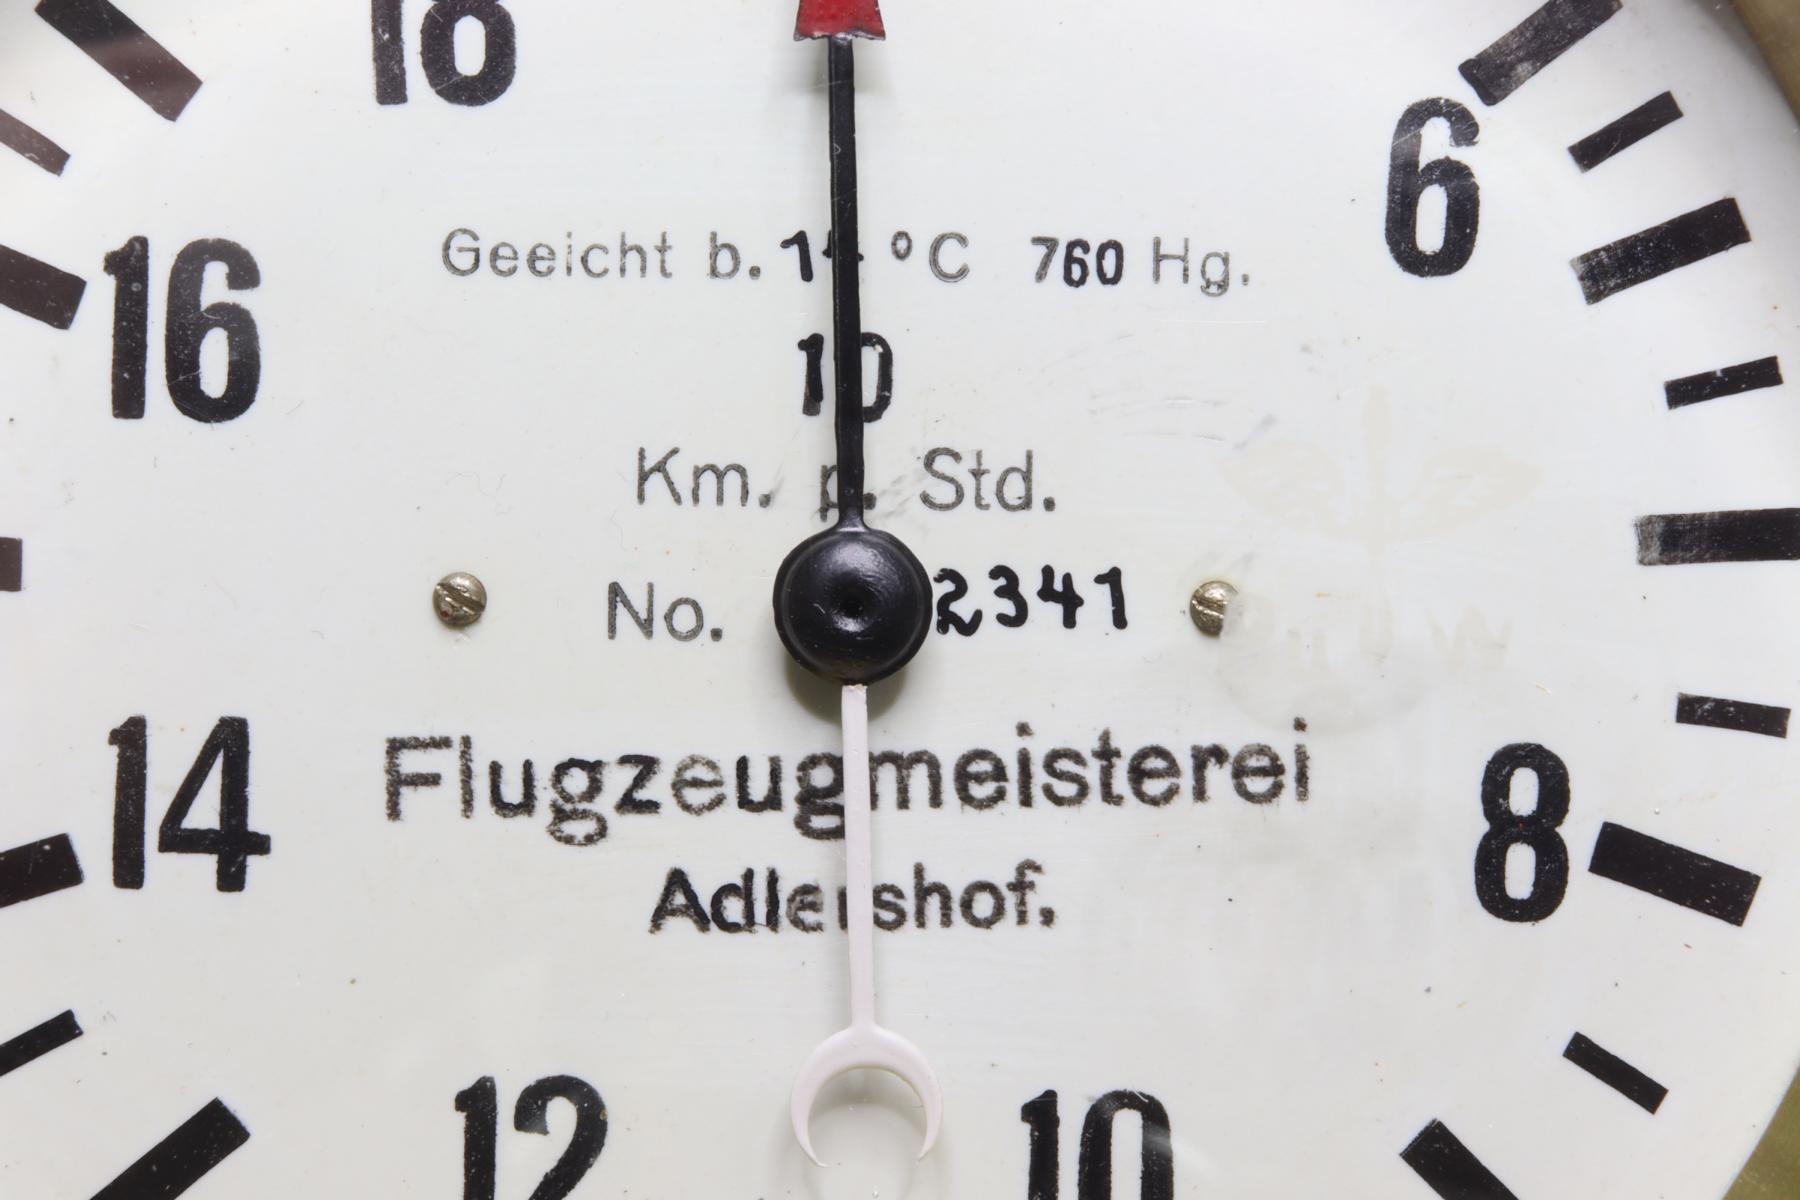 18
6
Geeicht b. °C 760 Hg.
16
10
Km. p. Std.
No. 2341
Flugzeugmeisterei
14
8
Adlershof.
12
10